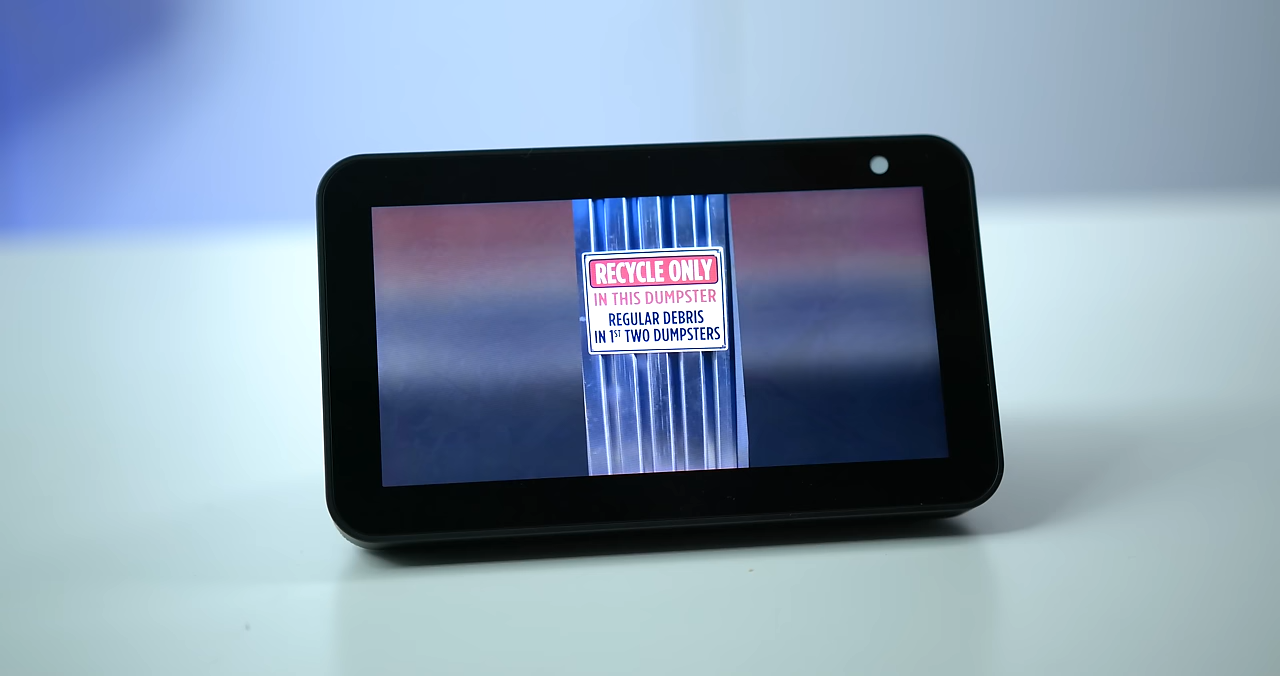 RECYCLE ONLY
IN THIS DUMPSTER
REGULAR DEBRIS
IN 1ST TWO DUMPSTERS